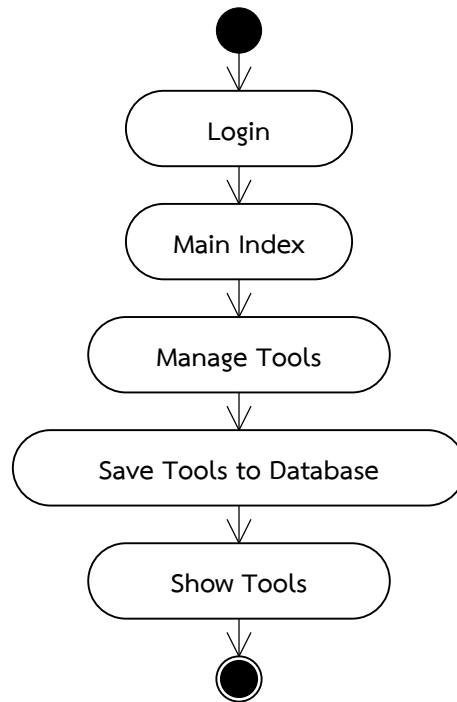 Login
Main Index
Manage Tools
Save Tools to Database
Show Tools